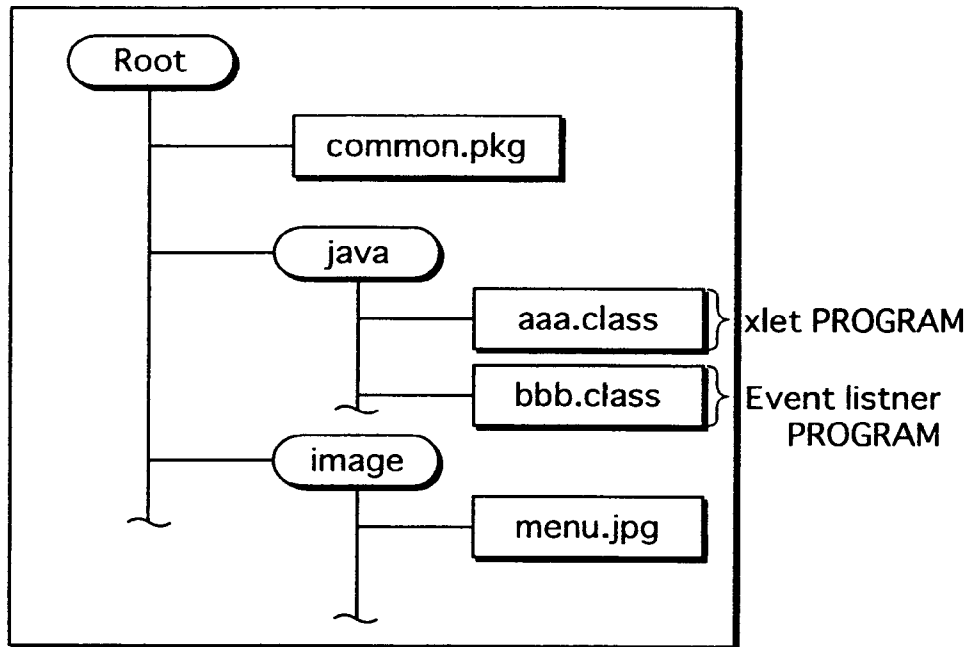 Root
common.pkg
java
aaa.class
xlet PROGRAM
bbb.class
Event listner
PROGRAM
image
menu.jpg